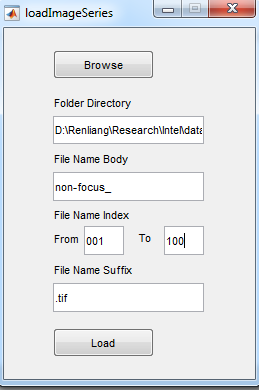 loadImageSeries
Browse
Folder Directory
D:\Renliang\Research\Intel\data
File Name Body
non-focus_
File Name Index
From 001 To 100
File Name Suffix
.tif
Load